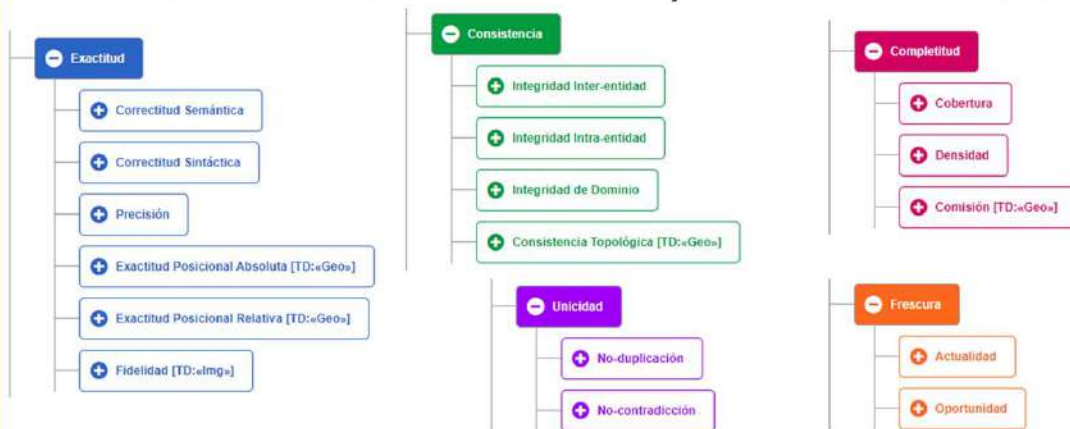 Exactitud
Correctitud Semántica
Correctitud Sintáctica
Precisión
Exactitud Posicional Absoluta [TD:«Geo»]
Exactitud Posicional Relativa [TD:«Geo»]
Fidelidad [TD:«Img»]
Consistencia
Integridad Inter-entidad
Integridad Intra-entidad
Integridad de Dominio
Consistencia Topológica [TD:«Geo»]
Unicidad
No-duplicación
No-contradicción
Completitud
Cobertura
Densidad
Comisión [TD:«Geo»]
Frescura
Actualidad
Oportunidad